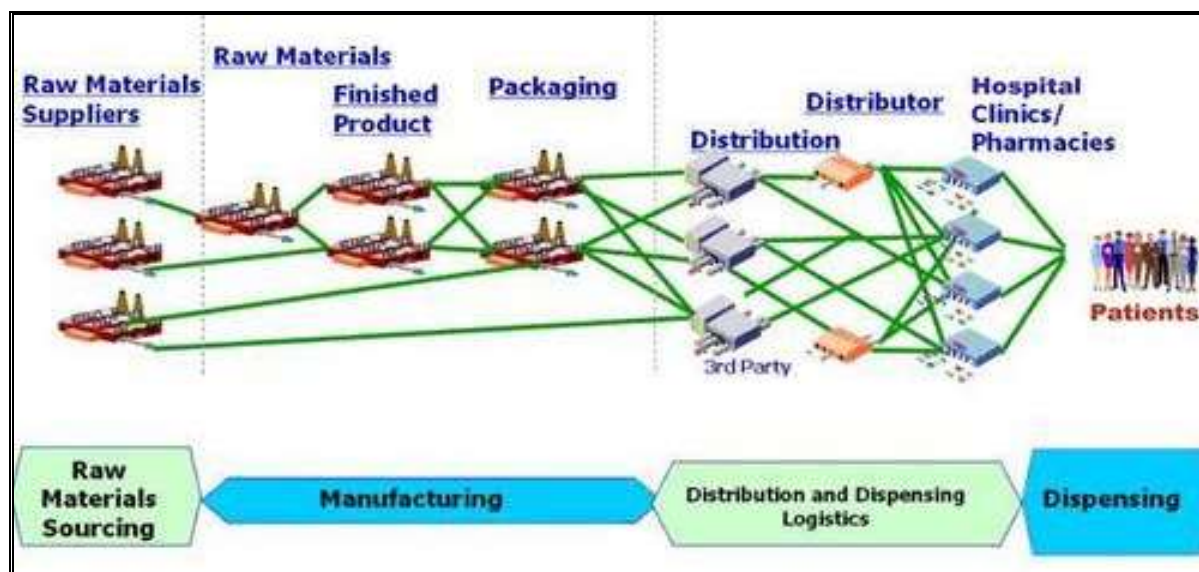 Raw Materials
Suppliers
Raw Materials
Finished
Product
Packaging
Distribution
Distributor
Hospital
Clinics/
Pharmacies
3rd Party
Patients
Raw
Materials
Sourcing
Manufacturing
Distribution and Dispensing
Logistics
Dispensing